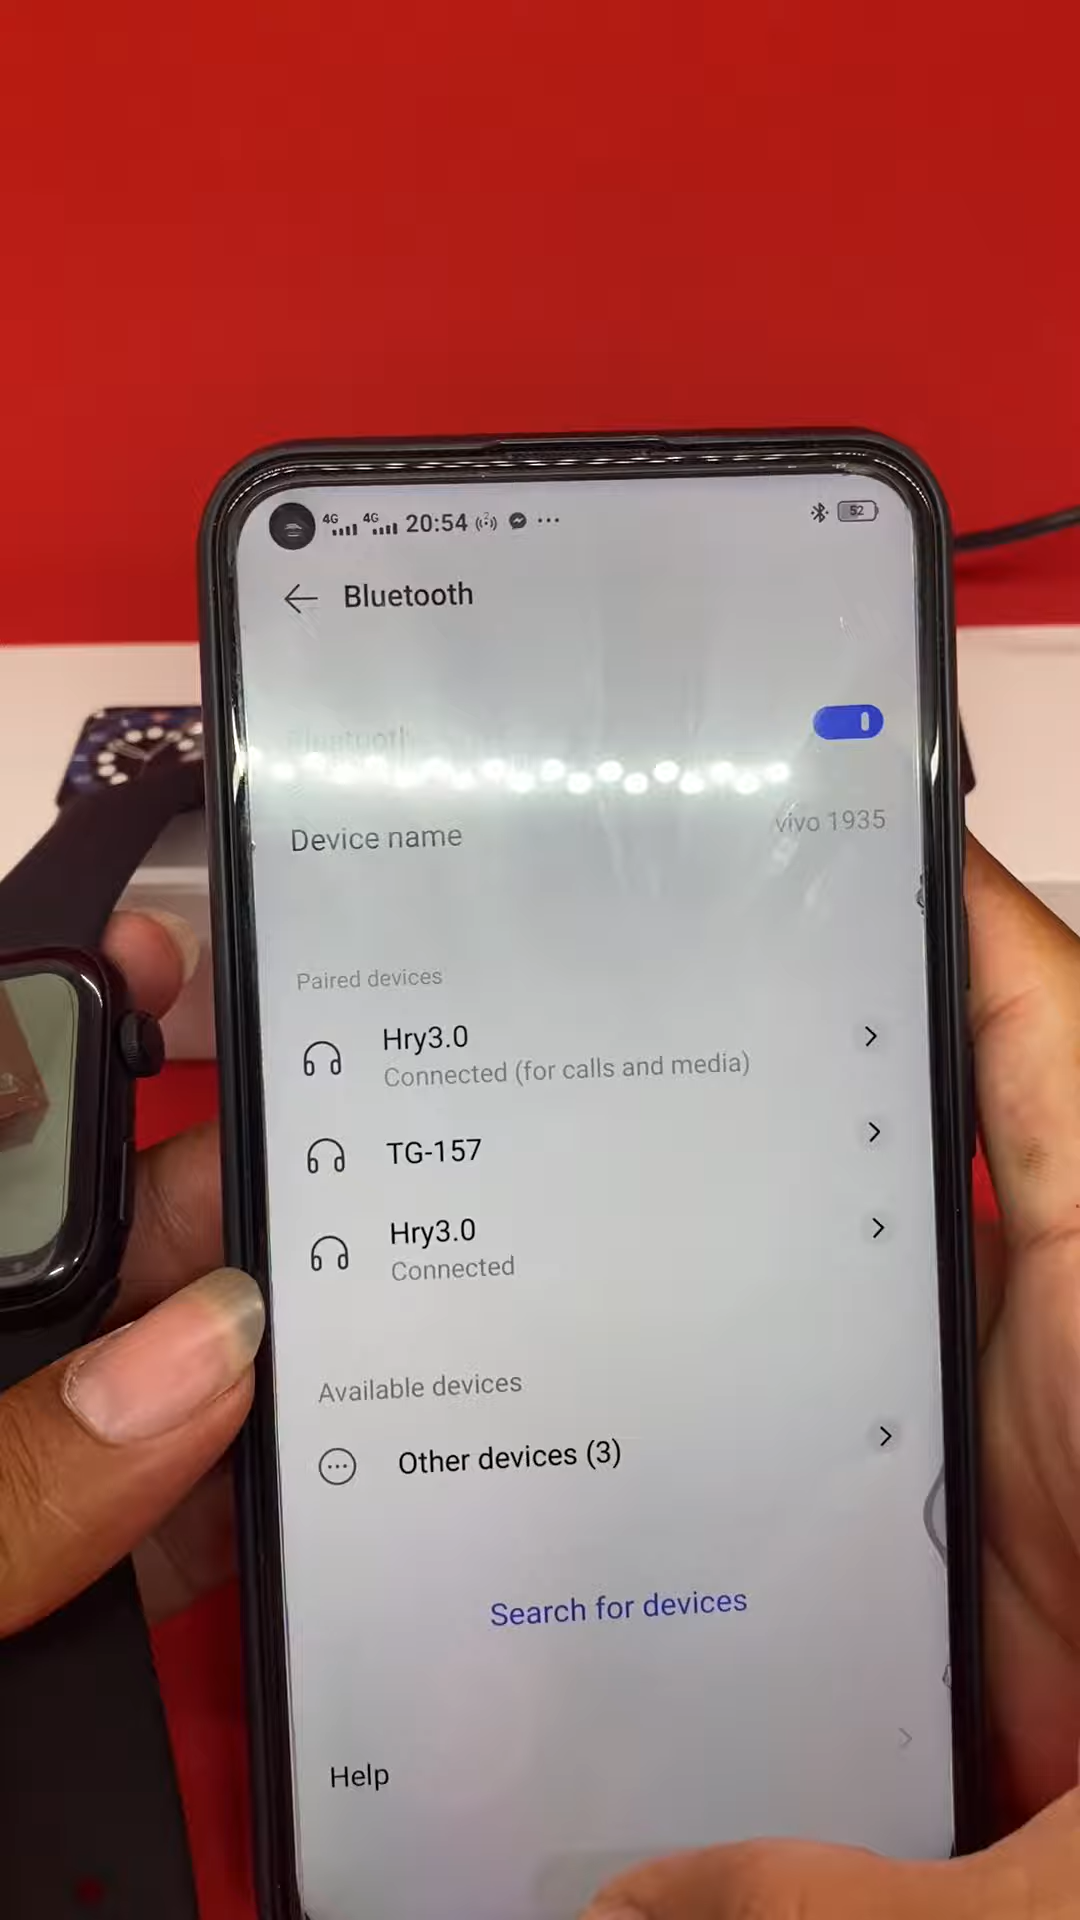 4G 4G 20:54 52
Bluetooth
Bluetooth
Device name vivo 1935
Paired devices
Hry3.0
Connected (for calls and media)
TG-157
Hry3.0
Connected
Available devices
Other devices (3)
Search for devices
Help